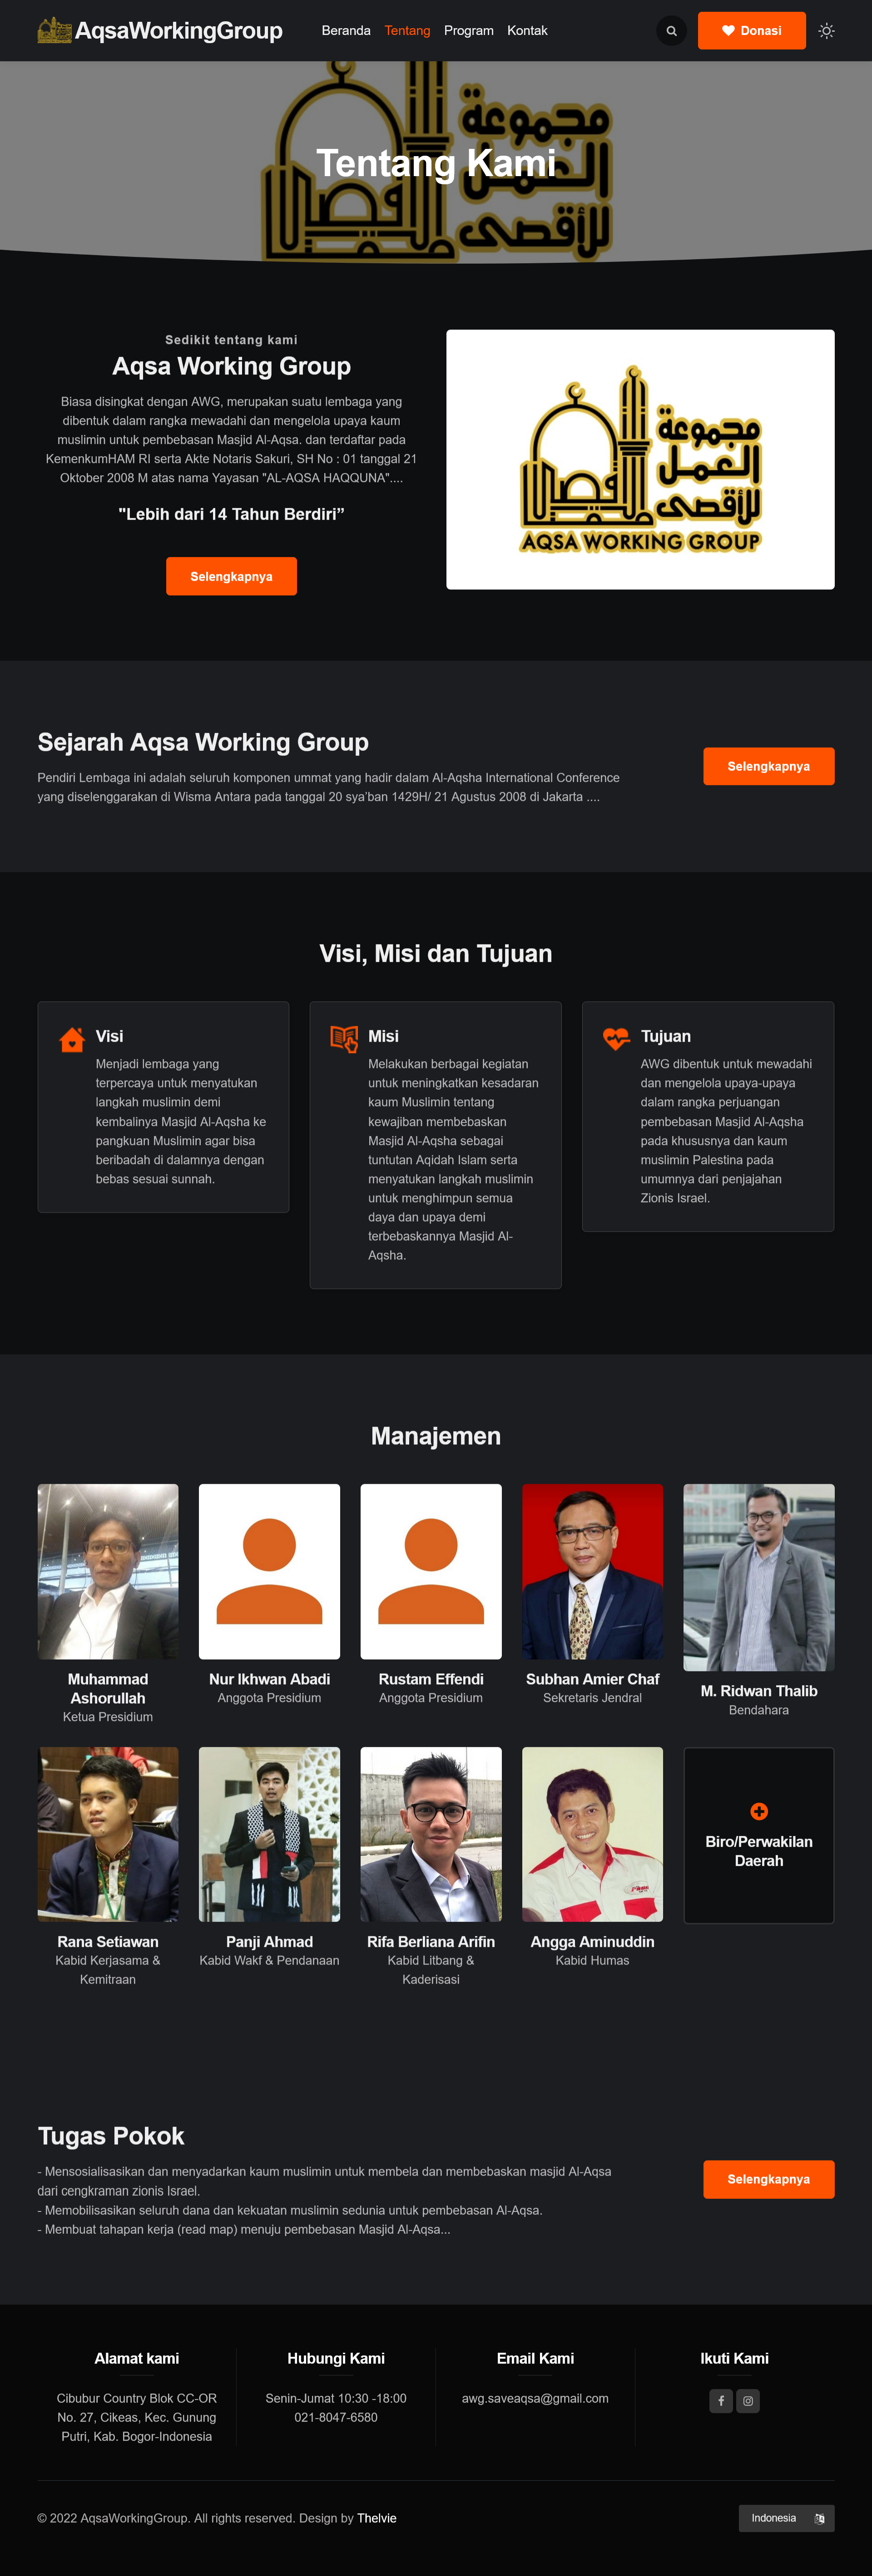 AqsaWorkingGroup
Beranda Tentang Program Kontak
Donasi
مجموعة
العمل
للأقصى
Tentang Kami
Sedikit tentang kami
Aqsa Working Group
Biasa disingkat dengan AWG, merupakan suatu lembaga yang
dibentuk dalam rangka mewadahi dan mengelola upaya kaum
muslimin untuk pembebasan Masjid Al-Aqsa. dan terdaftar pada
KemenkumHAM RI serta Akte Notaris Sakuri, SH No : 01 tanggal 21
Oktober 2008 M atas nama Yayasan "AL-AQSA HAQQUNA"....
"Lebih dari 14 Tahun Berdiri”
Selengkapnya
مجموعة
العمل
للأقصى
AQSA WORKING GROUP
Sejarah Aqsa Working Group
Pendiri Lembaga ini adalah seluruh komponen ummat yang hadir dalam Al-Aqsha International Conference
yang diselenggarakan di Wisma Antara pada tanggal 20 sya’ban 1429H/ 21 Agustus 2008 di Jakarta ....
Selengkapnya
Visi, Misi dan Tujuan
Visi
Menjadi lembaga yang
terpercaya untuk menyatukan
langkah muslimin demi
kembalinya Masjid Al-Aqsha ke
pangkuan Muslimin agar bisa
beribadah di dalamnya dengan
bebas sesuai sunnah.
Misi
Melakukan berbagai kegiatan
untuk meningkatkan kesadaran
kaum Muslimin tentang
kewajiban membebaskan
Masjid Al-Aqsha sebagai
tuntutan Aqidah Islam serta
menyatukan langkah muslimin
untuk menghimpun semua
daya dan upaya demi
terbebaskannya Masjid Al-
Aqsha.
Tujuan
AWG dibentuk untuk mewadahi
dan mengelola upaya-upaya
dalam rangka perjuangan
pembebasan Masjid Al-Aqsha
pada khususnya dan kaum
muslimin Palestina pada
umumnya dari penjajahan
Zionis Israel.
Manajemen
Muhammad
Ashorullah
Ketua Presidium
Nur Ikhwan Abadi
Anggota Presidium
Rustam Effendi
Anggota Presidium
Subhan Amier Chaf
Sekretaris Jendral
M. Ridwan Thalib
Bendahara
Rana Setiawan
Kabid Kerjasama &
Kemitraan
Panji Ahmad
Kabid Wakf & Pendanaan
Rifa Berliana Arifin
Kabid Litbang &
Kaderisasi
Angga Aminuddin
Kabid Humas
Biro/Perwakilan
Daerah
Tugas Pokok
- Mensosialisasikan dan menyadarkan kaum muslimin untuk membela dan membebaskan masjid Al-Aqsa
dari cengkraman zionis Israel.
- Memobilisasikan seluruh dana dan kekuatan muslimin sedunia untuk pembebasan Al-Aqsa.
- Membuat tahapan kerja (read map) menuju pembebasan Masjid Al-Aqsa...
Selengkapnya
Alamat kami
Cibubur Country Blok CC-OR
No. 27, Cikeas, Kec. Gunung
Putri, Kab. Bogor-Indonesia
Hubungi Kami
Senin-Jumat 10:30 -18:00
021-8047-6580
Email Kami
awg.saveaqsa@gmail.com
Ikuti Kami
© 2022 AqsaWorkingGroup. All rights reserved. Design by Thelvie
Indonesia